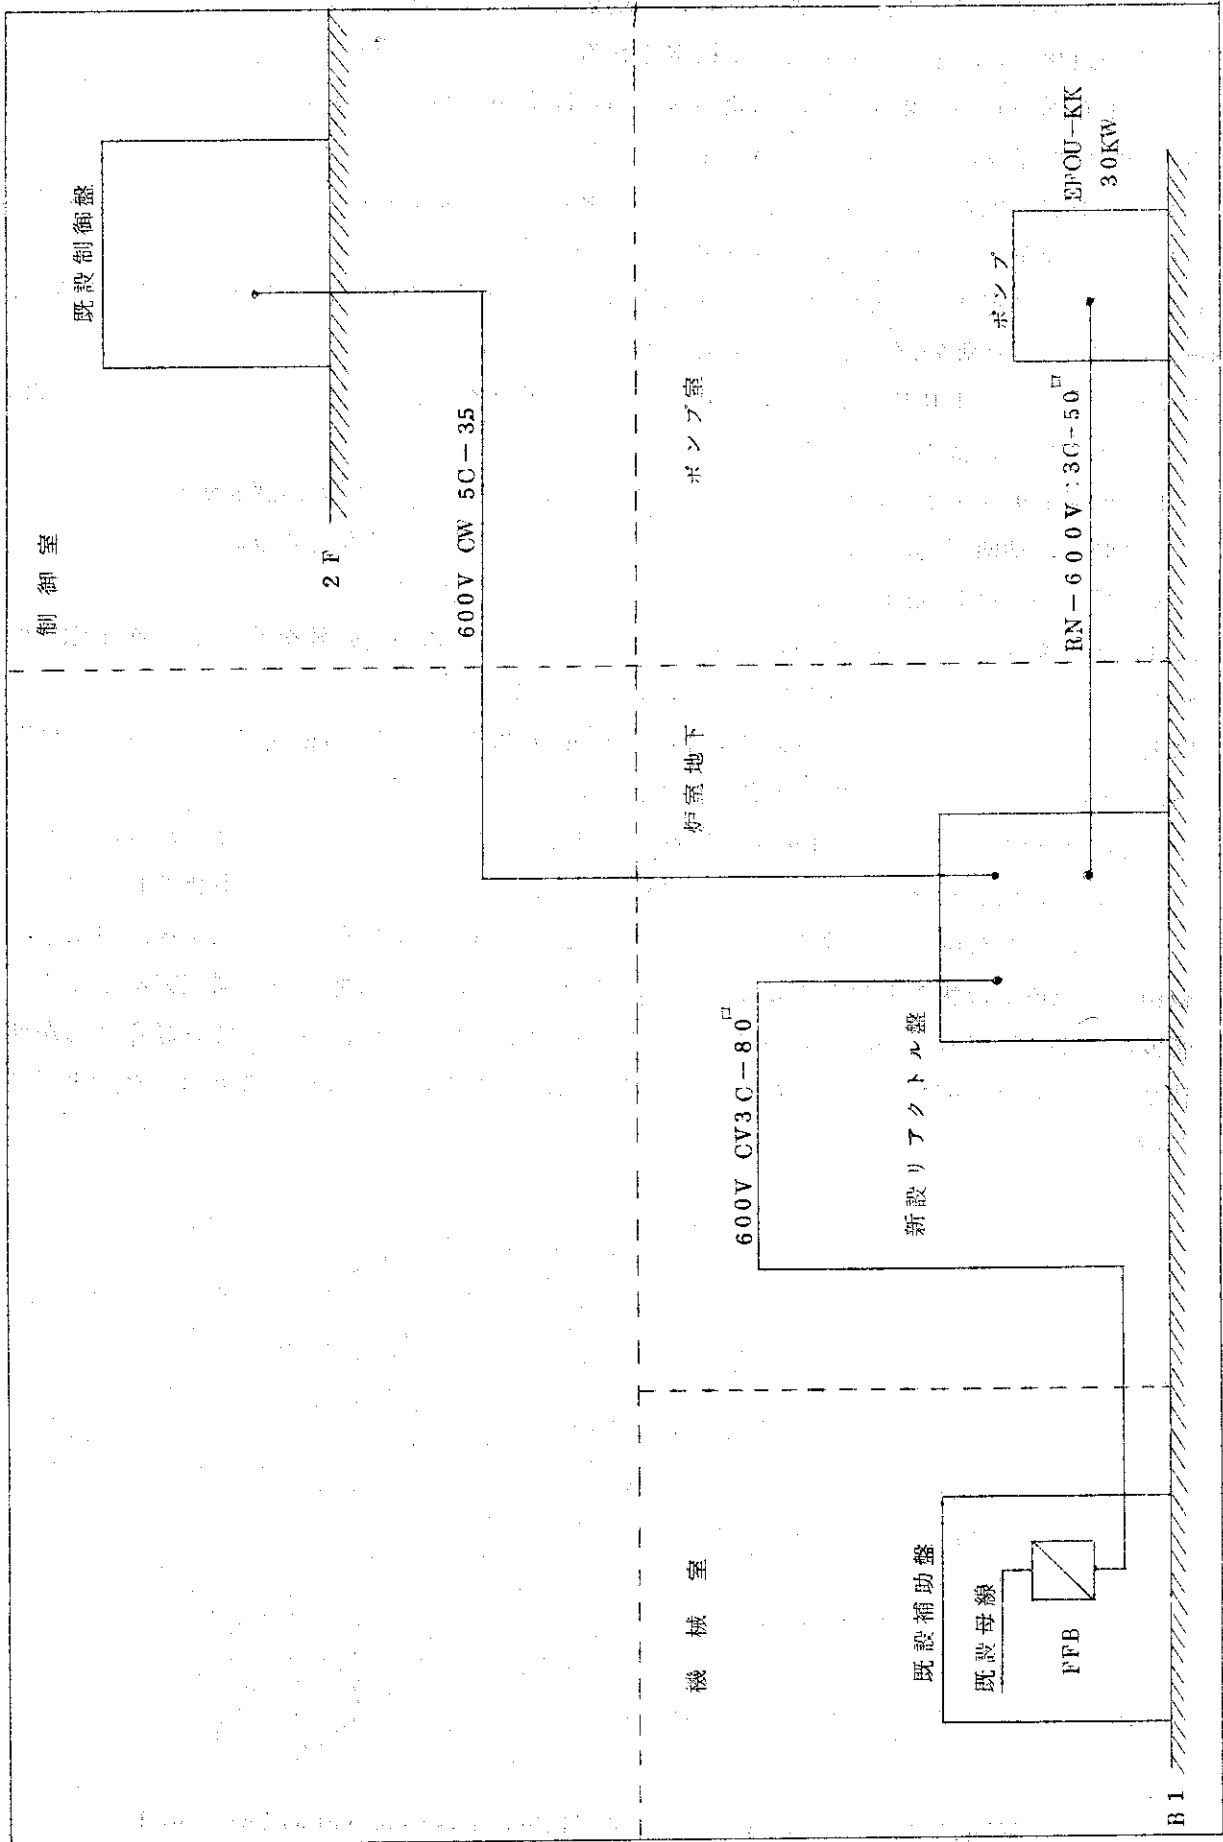 制御室
既設制御盤
2F
600V CW 5C-35
機械室
炉室地下
ポンプ室
600V CV3C-80□
既設補助盤
既設母線
FFB
新設リアクトル盤
RN-600V 3C-50□
ポンプ
EFOU-KK
30KW
B1